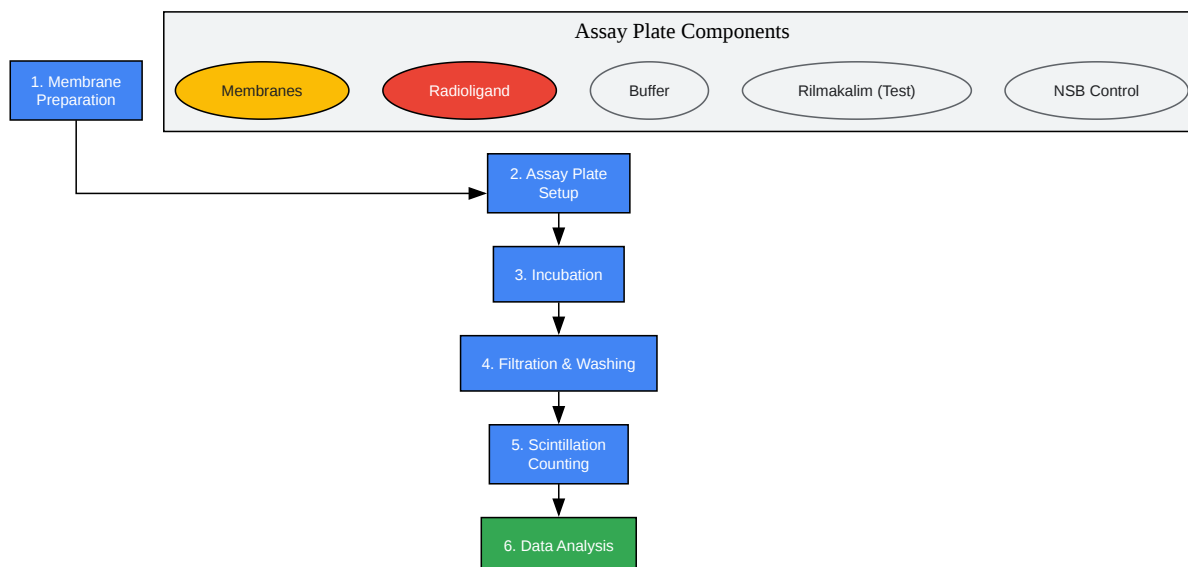 Assay Plate Components
1. Membrane
Preparation
Membranes
Radioligand
Buffer
Rilmakalim (Test)
NSB Control
2. Assay Plate
Setup
3. Incubation
4. Filtration & Washing
5. Scintillation
Counting
6. Data Analysis